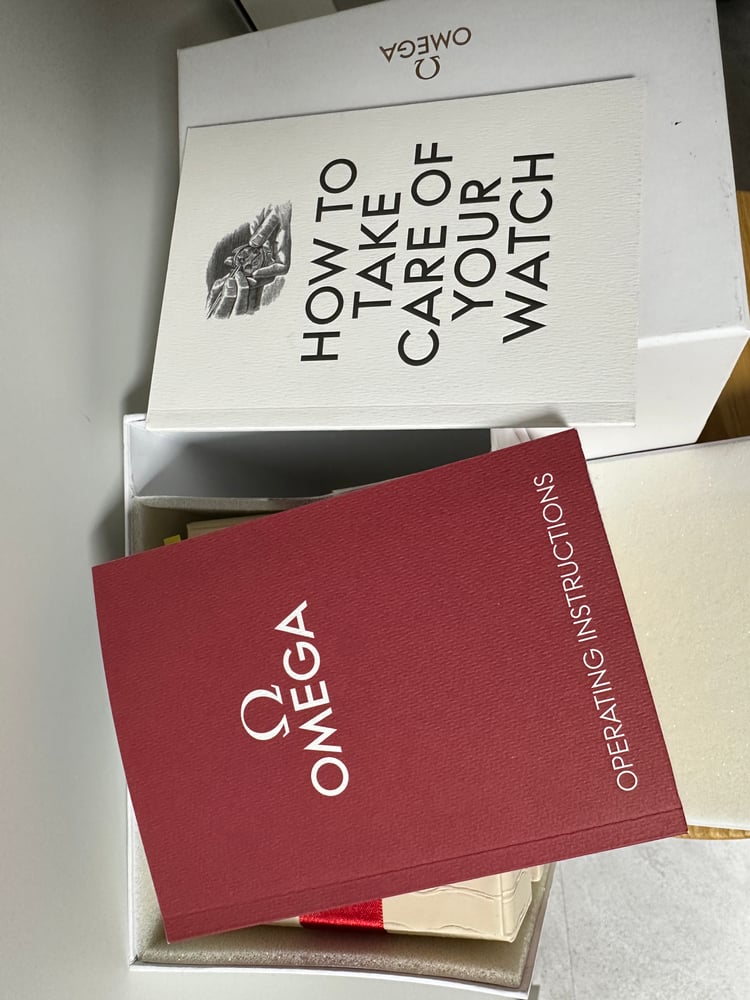 Ω
OMEGA
HOW TO
TAKE
CARE OF
YOUR
WATCH
Ω
OMEGA
OPERATING INSTRUCTIONS